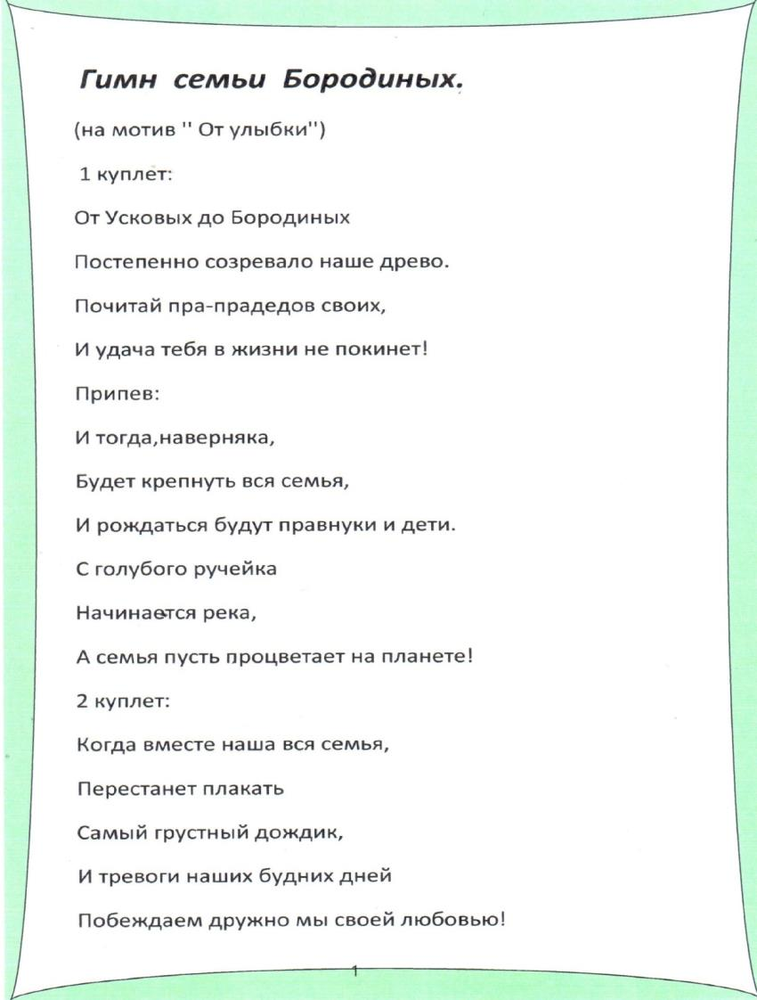 Гимн семьи Бородиных.
(на мотив " От улыбки")
1 куплет:
От Усковых до Бородиных
Постепенно созревало наше древо.
Почитай пра-прадедов своих,
И удача тебя в жизни не покинет!
Припев:
И тогда,наверняка,
Будет крепнуть вся семья,
И рождаться будут правнуки и дети.
С голубого ручейка
Начинается река,
А семья пусть процветает на планете!
2 куплет:
Когда вместе наша вся семья,
Перестанет плакать
Самый грустный дождик,
И тревоги наших будних дней
Побеждаем дружно мы своей любовью!
1